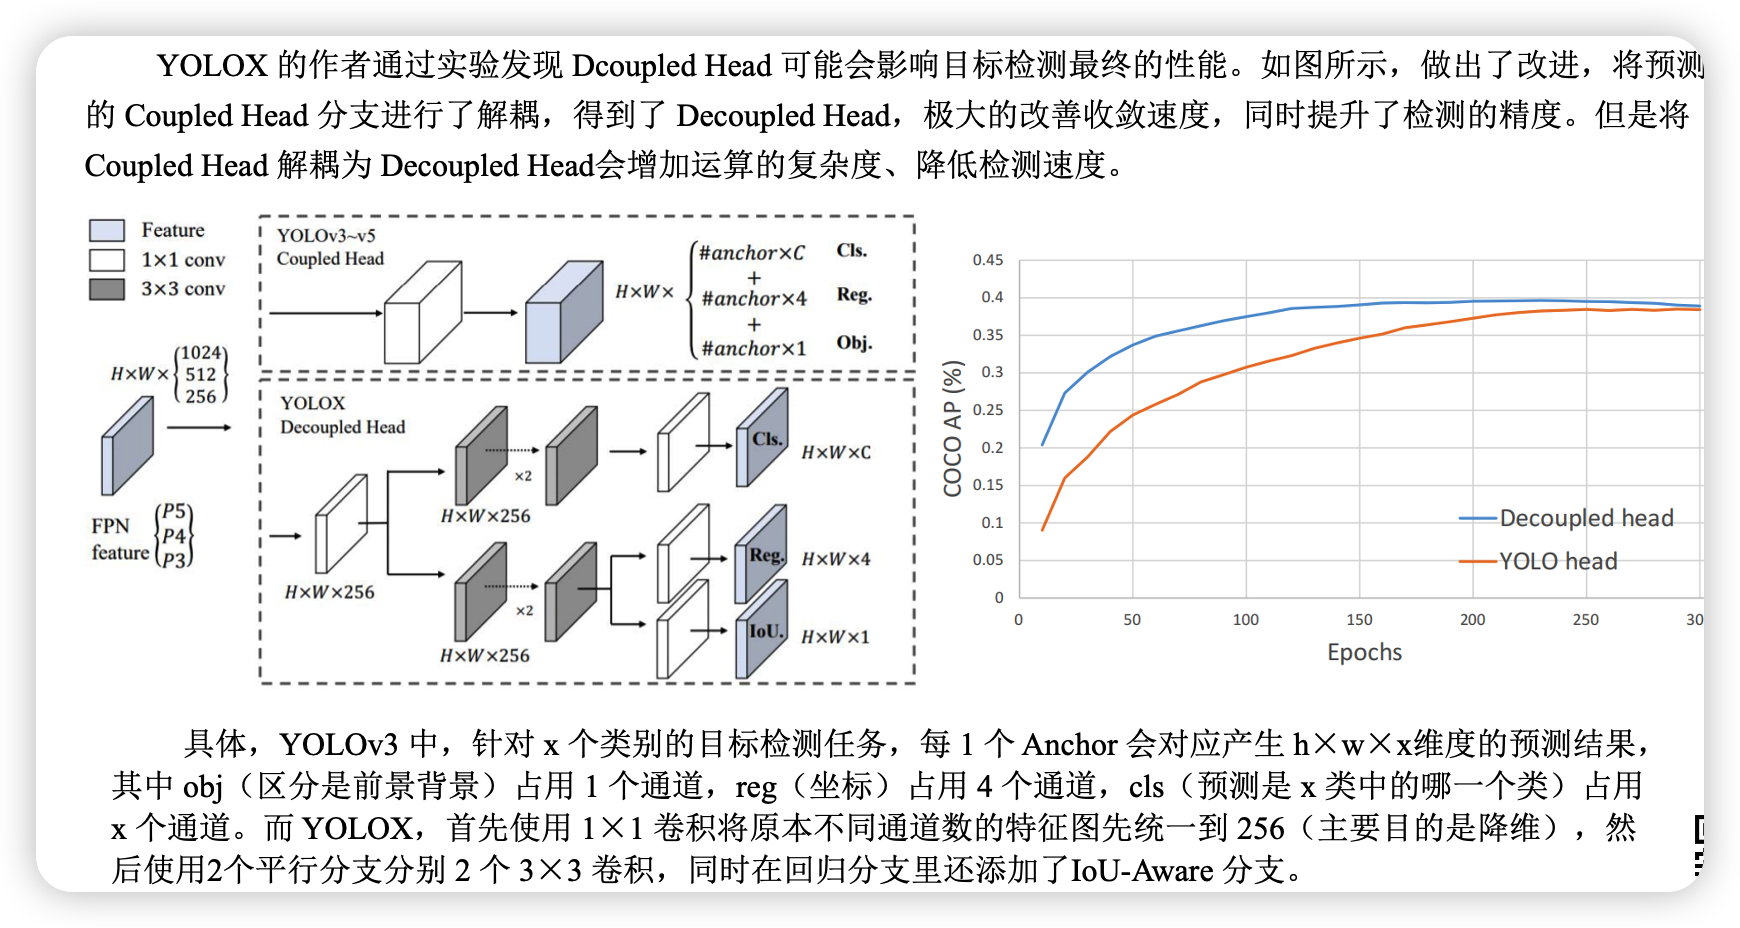 YOLOX 的作者通过实验发现 Dcoupled Head 可能会影响目标检测最终的性能。如图所示，做出了改进，将预测
的 Coupled Head 分支进行了解耦，得到了 Decoupled Head，极大的改善收敛速度，同时提升了检测的精度。但是将
Coupled Head 解耦为 Decoupled Head会增加运算的复杂度、降低检测速度。
Feature
1×1 conv
3×3 conv
H×W×
1024
512
256
FPN
feature
P5
P4
P3
YOLOv3~v5
Coupled Head
H×W×
#anchor×C Cls.
+
#anchor×4 Reg.
+
#anchor×1 Obj.
YOLOX
Decoupled Head
H×W×256
×2
H×W×256
Cls.
H×W×C
×2
H×W×256
Reg.
H×W×4
IoU.
H×W×1
COCO AP (%)
0.45
0.4
0.35
0.3
0.25
0.2
0.15
0.1
0.05
0
0 50 100 150 200 250 30
Epochs
Decoupled head
YOLO head
具体，YOLOv3 中，针对 x 个类别的目标检测任务，每 1 个 Anchor 会对应产生 h×w×x维度的预测结果，
其中 obj（区分是前景背景）占用 1 个通道，reg（坐标）占用 4 个通道，cls（预测是 x 类中的哪一个类）占用
x 个通道。而 YOLOX，首先使用 1×1 卷积将原本不同通道数的特征图先统一到 256（主要目的是降维），然
后使用2个平行分支分别 2 个 3×3 卷积，同时在回归分支里还添加了IoU-Aware 分支。